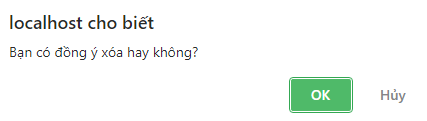 localhost cho biết
Bạn có đồng ý xóa hay không?
OK Hủy